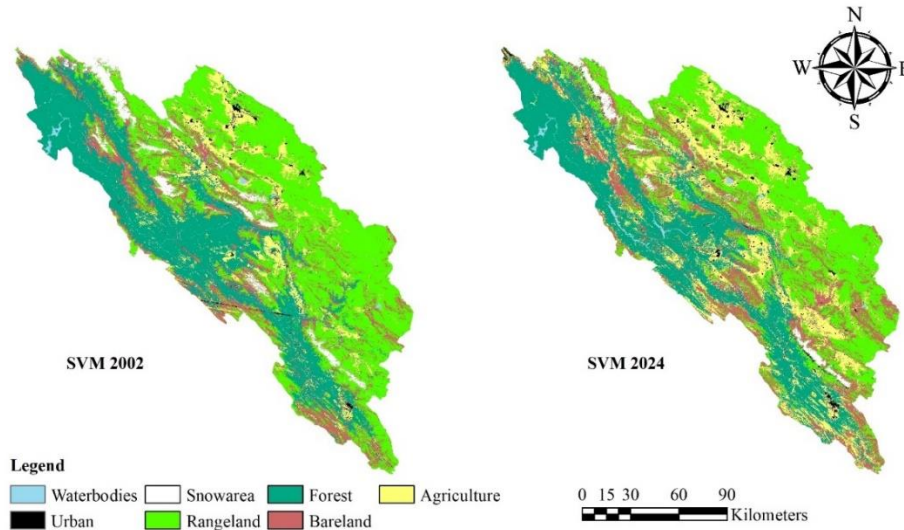 N
W E
S
SVM 2002
SVM 2024
Legend
Waterbodies Snowarea Forest Agriculture
Urban Rangeland Bareland
0 15 30 60 90
Kilometers